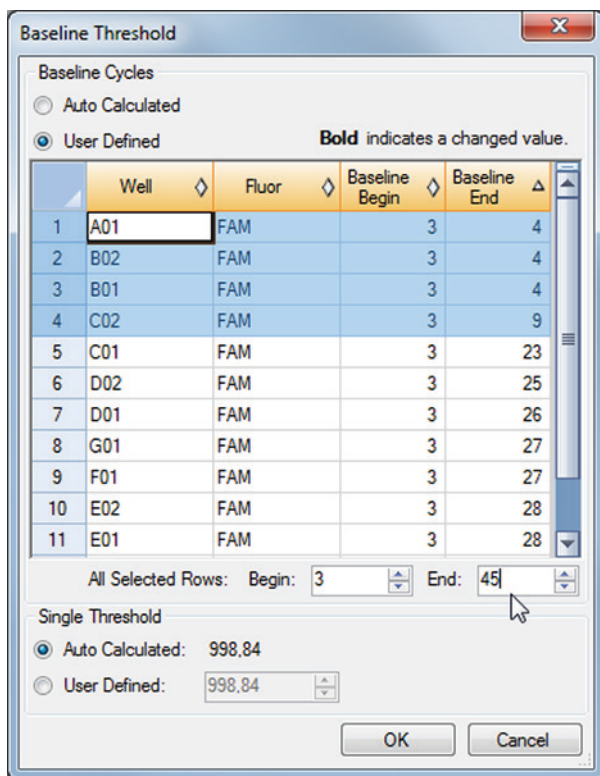 Baseline Threshold
Baseline Cycles
Auto Calculated
User Defined Bold indicates a changed value.
Well Fluor Baseline Begin Baseline End
1 A01 FAM 3 4
2 B02 FAM 3 4
3 B01 FAM 3 4
4 C02 FAM 3 9
5 C01 FAM 3 23
6 D02 FAM 3 25
7 D01 FAM 3 26
8 G01 FAM 3 27
9 F01 FAM 3 27
10 E02 FAM 3 28
11 E01 FAM 3 28
All Selected Rows: Begin: 3 End: 45
Single Threshold
Auto Calculated: 998,84
User Defined: 998,84
OK Cancel